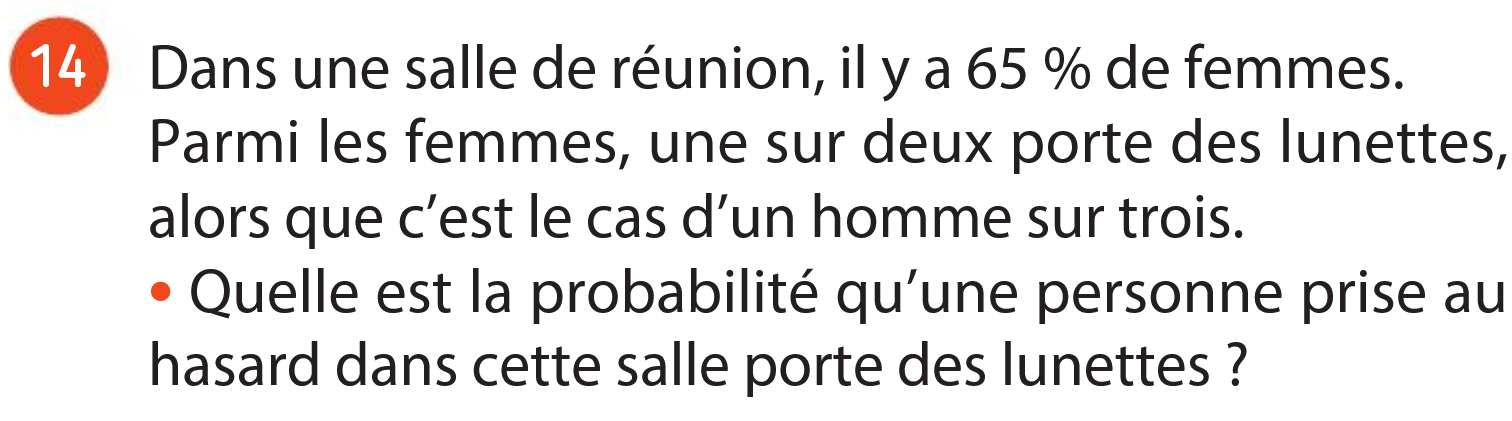 14 Dans une salle de réunion, il y a 65 % de femmes.
Parmi les femmes, une sur deux porte des lunettes,
alors que c’est le cas d’un homme sur trois.
• Quelle est la probabilité qu’une personne prise au
hasard dans cette salle porte des lunettes ?